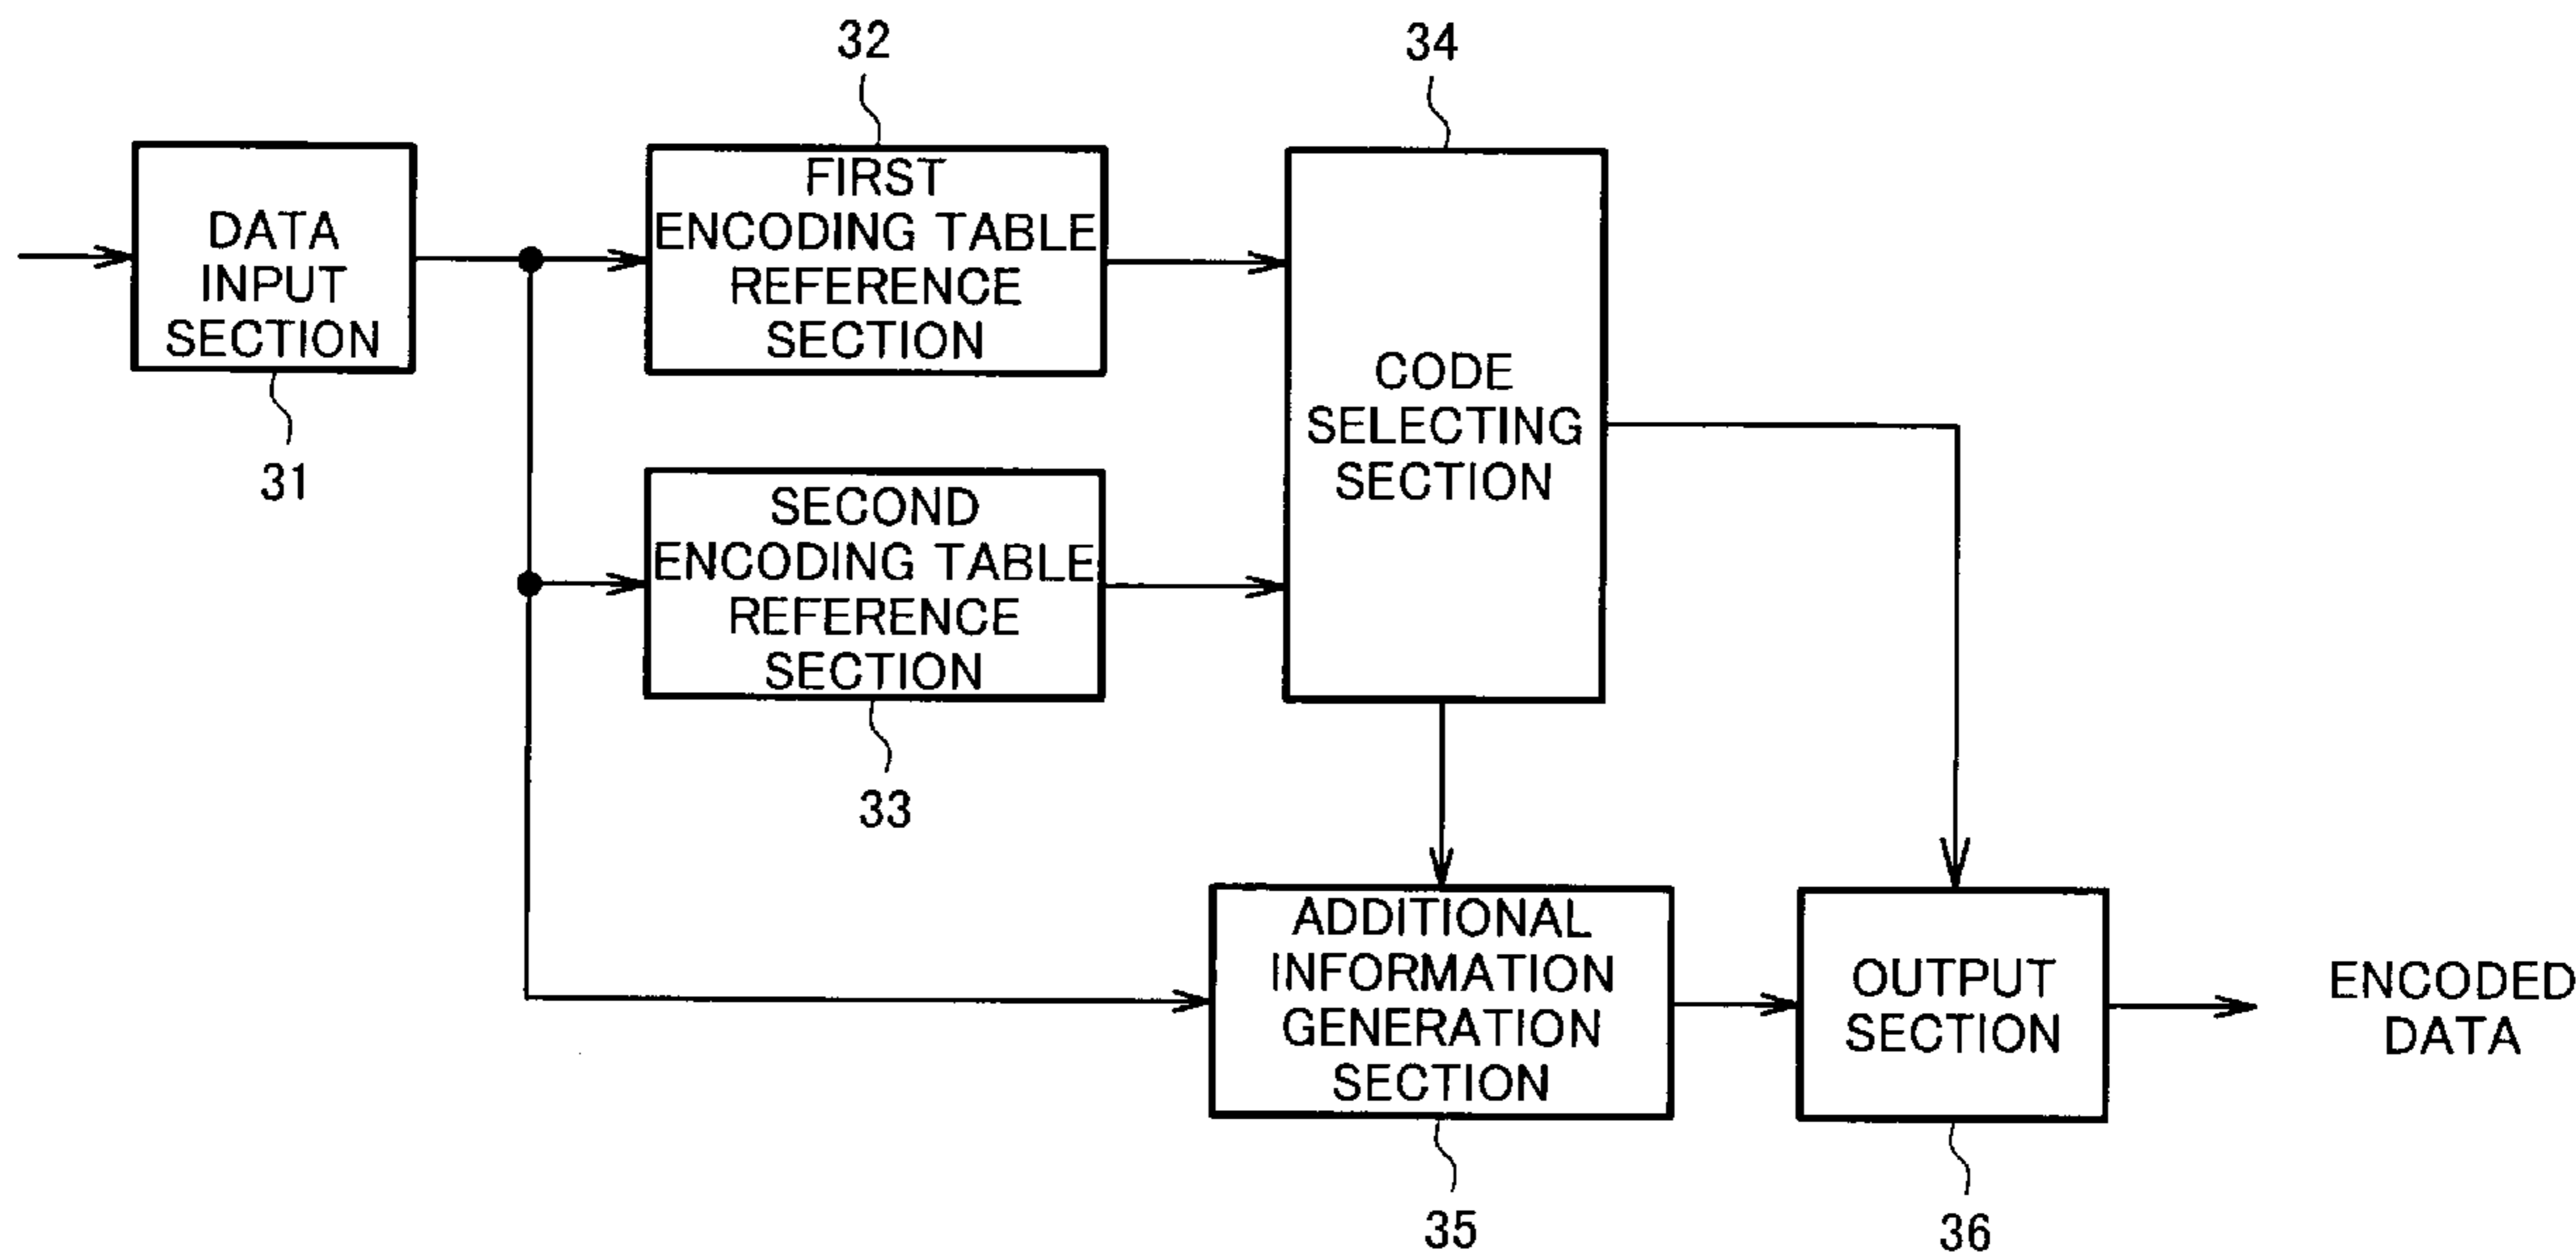 32
34
DATA
INPUT
SECTION
31
FIRST
ENCODING TABLE
REFERENCE
SECTION
SECOND
ENCODING TABLE
REFERENCE
SECTION
33
CODE
SELECTING
SECTION
ADDITIONAL
INFORMATION
GENERATION
SECTION
35
OUTPUT
SECTION
36
ENCODED
DATA